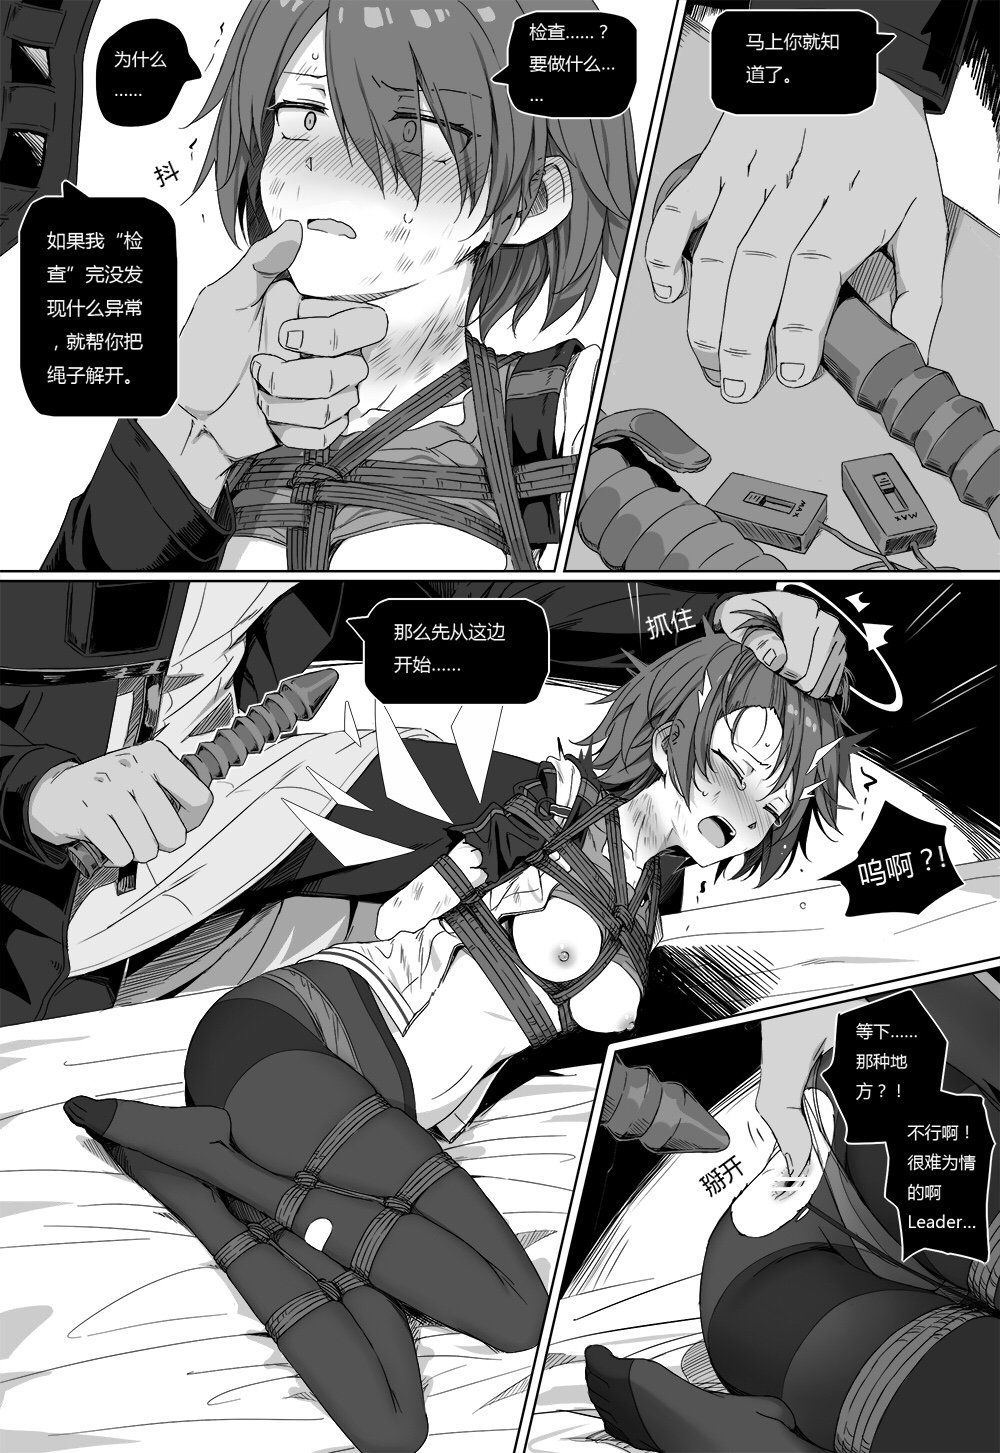 为什么
……
检查……？
要做什么…
…
马上你就知
道了。
抖
如果我“检
查”完没发
现什么异常
，就帮你把
绳子解开。
MAX
MAX
那么先从这边
开始……
抓住
呜啊？！
等下……
那种地
方？！
不行啊！
很难为情
的啊
Leader…
掰开